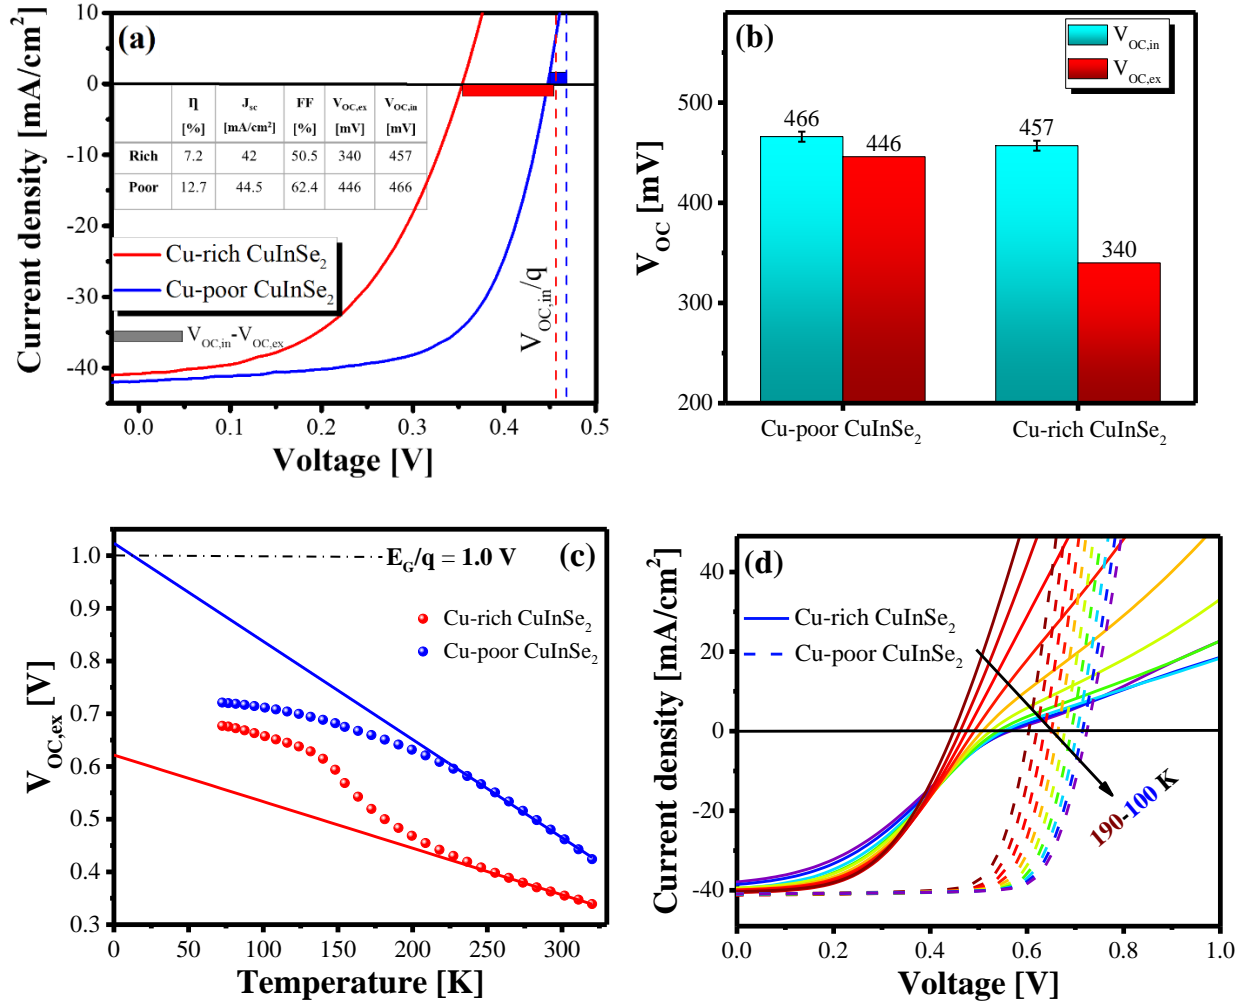 (a)
Current density [mA/cm²]
10
0
-10
-20
-30
-40
η Jsc FF VOC,ex VOC,in
[%] [mA/cm²] [%] [mV] [mV]
Rich 7.2 42 50.5 340 457
Poor 12.7 44.5 62.4 446 466
Cu-rich CuInSe₂
Cu-poor CuInSe₂
VOC,in-VOC,ex
VOC,in/q
0.0 0.1 0.2 0.3 0.4 0.5
Voltage [V]
(b)
VOC,in
VOC,ex
VOC [mV]
500
400
300
200
466
446
457
340
Cu-poor CuInSe₂ Cu-rich CuInSe₂
(c)
VOC,ex [V]
1.0
0.9
0.8
0.7
0.6
0.5
0.4
0.3
EG/q = 1.0 V
Cu-rich CuInSe₂
Cu-poor CuInSe₂
0 50 100 150 200 250 300
Temperature [K]
(d)
Current density [mA/cm²]
40
20
0
-20
-40
Cu-rich CuInSe₂
Cu-poor CuInSe₂
190-100 K
0.0 0.2 0.4 0.6 0.8 1.0
Voltage [V]